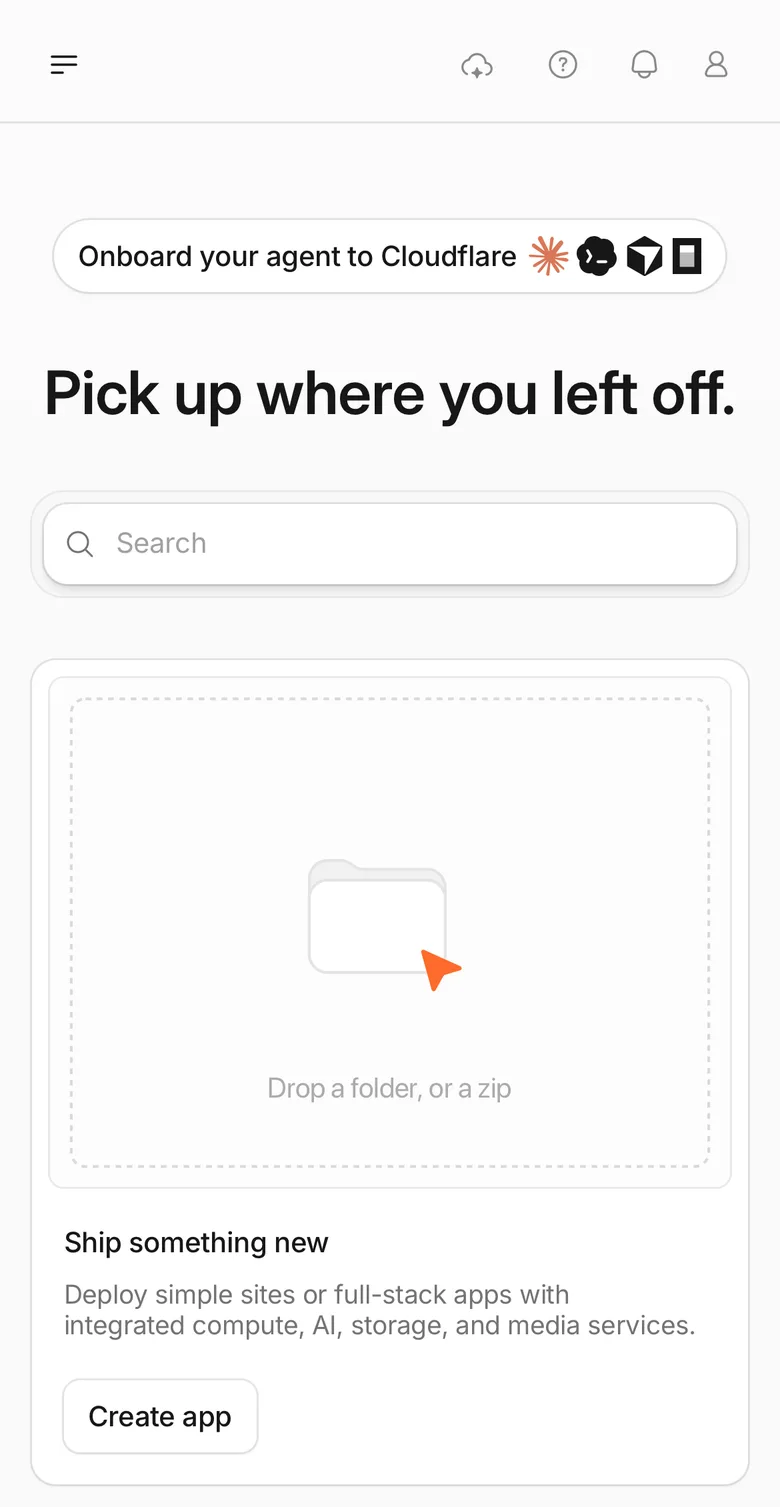 Onboard your agent to Cloudflare
Pick up where you left off.
Search
Drop a folder, or a zip
Ship something new
Deploy simple sites or full-stack apps with
integrated compute, AI, storage, and media services.
Create app